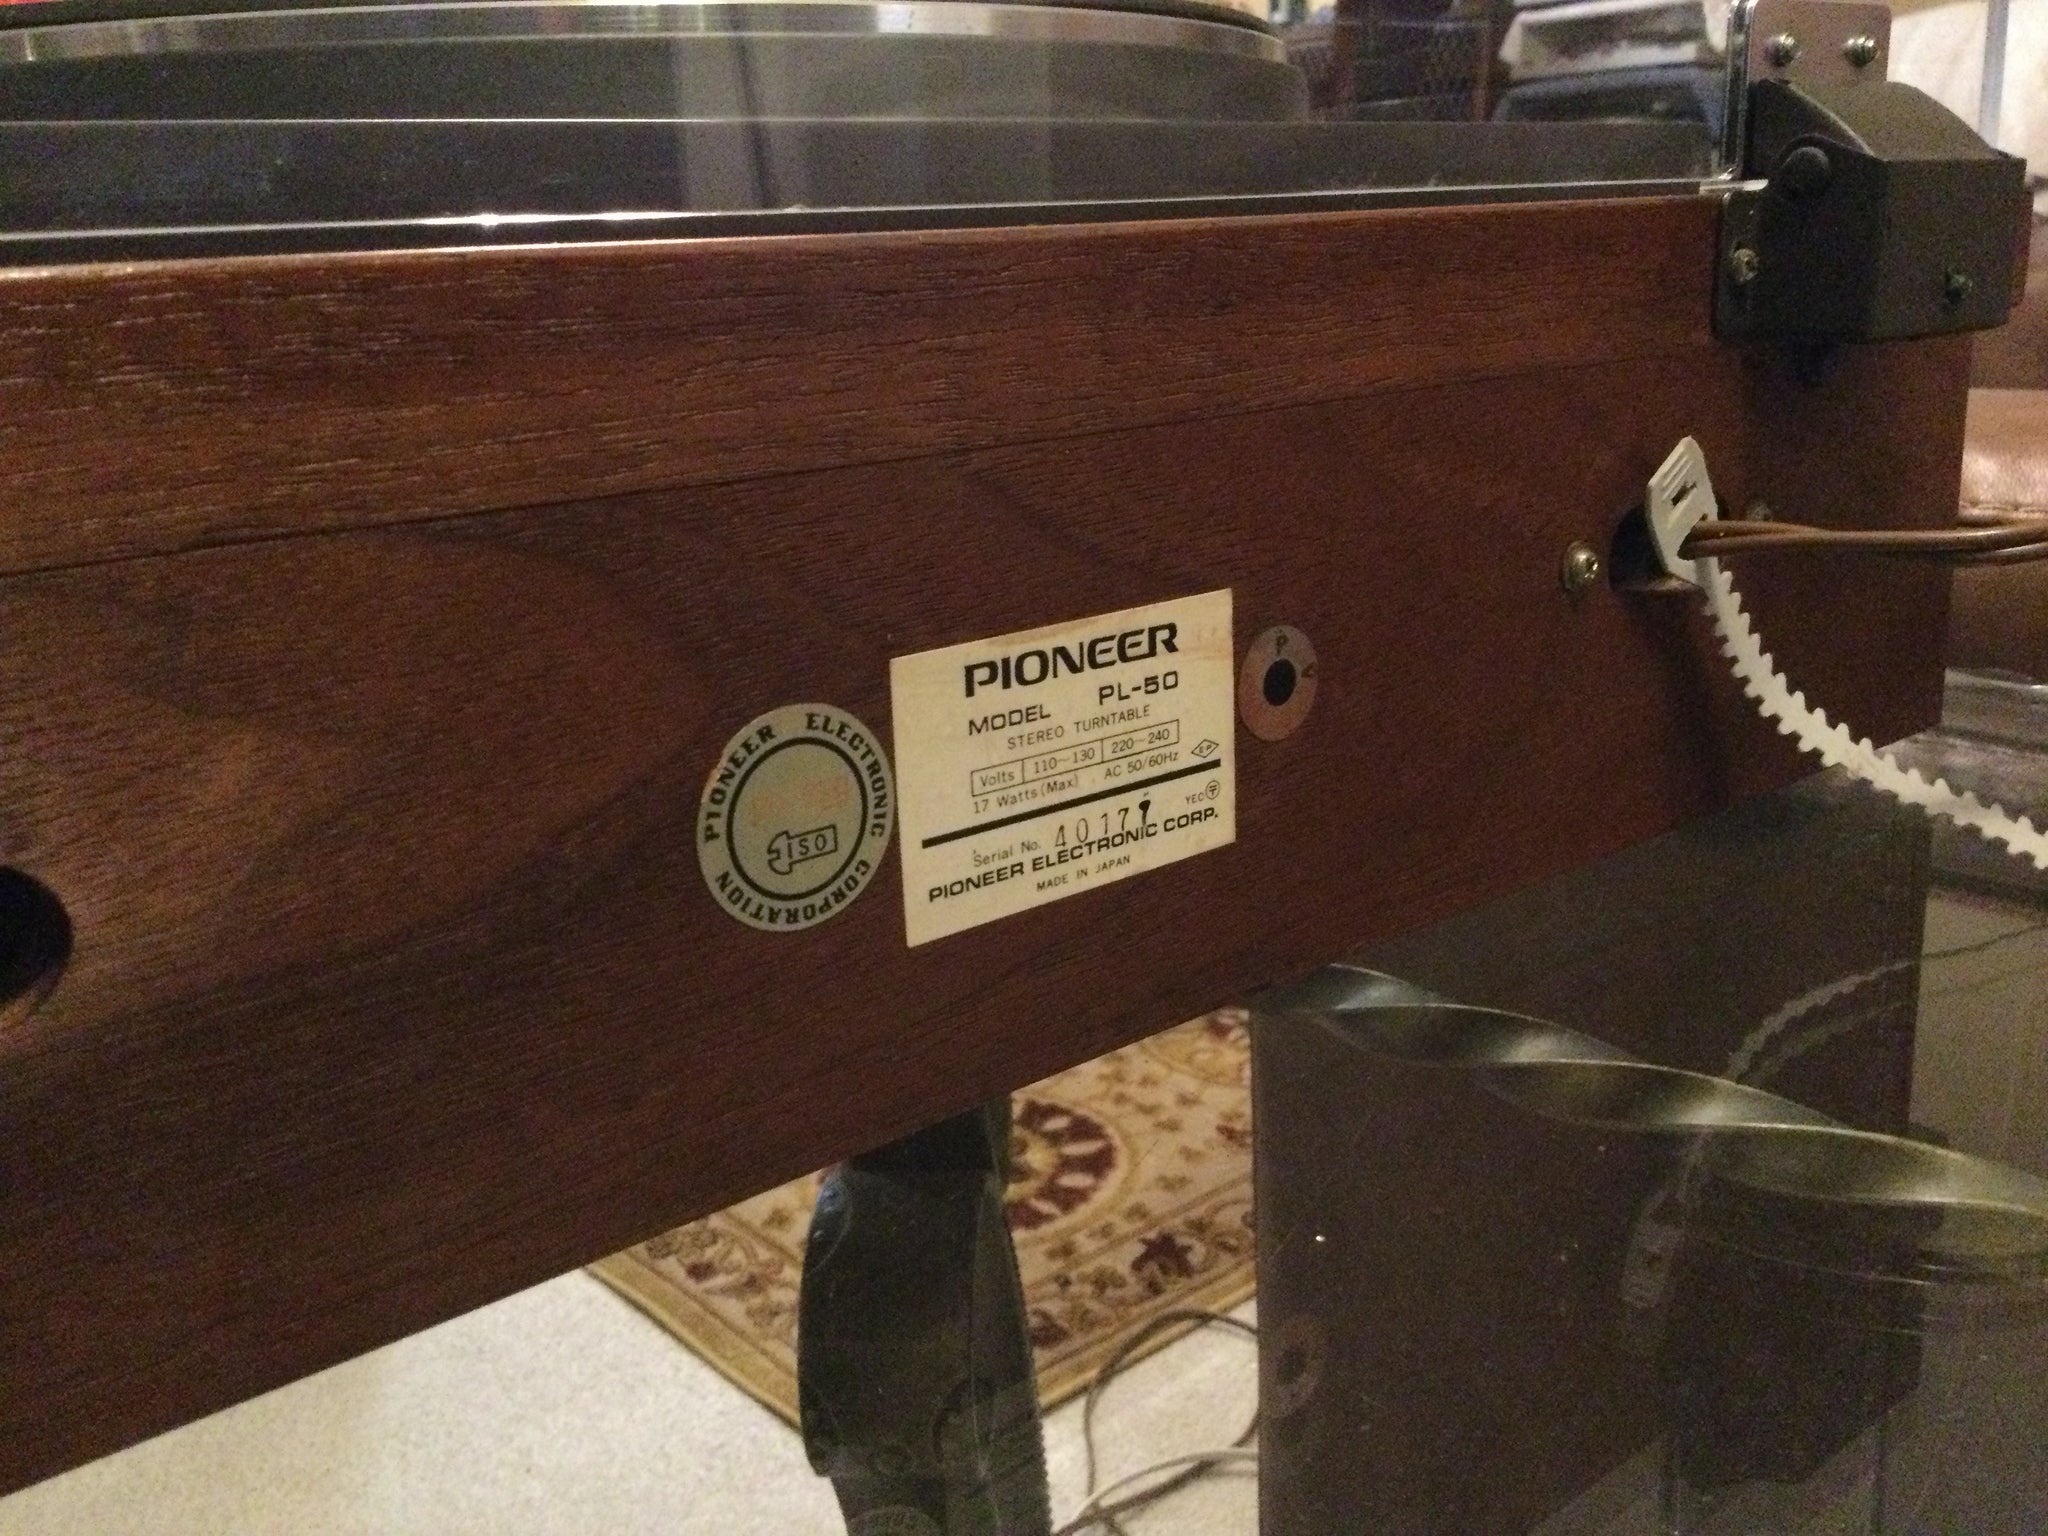 PIONEER
MODEL PL-50
STEREO TURNTABLE
Volts 110~130 220~240
17 Watts (Max) AC 50/60Hz
YEC
Serial No. 40177
PIONEER ELECTRONIC CORP.
MADE IN JAPAN
PIONEER ELECTRONIC CORPORATION
ISO
P